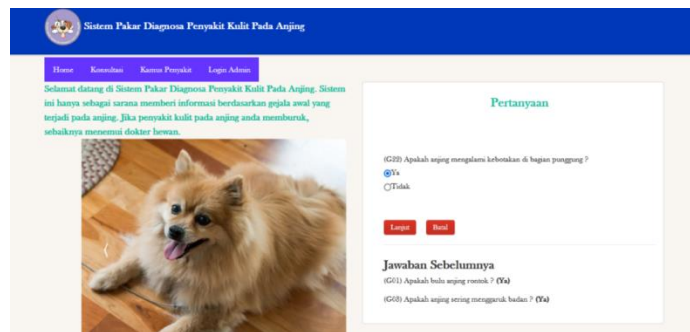 Sistem Pakar Diagnosa Penyakit Kulit Pada Anjing
Home Konsultasi Kamus Penyakit Login Admin
Selamat datang di Sistem Pakar Diagnosa Penyakit Kulit Pada Anjing. Sistem
ini hanya sebagai sarana memberi informasi berdasarkan gejala awal yang
terjadi pada anjing. Jika penyakit kulit pada anjing anda memburuk,
sebaiknya menemui dokter hewan.
Pertanyaan
(G22) Apakah anjing mengalami kebotakan di bagian punggung ?
Ya
Tidak
Lanjut Batal
Jawaban Sebelumnya
(G01) Apakah bulu anjing rontok ? (Ya)
(G03) Apakah anjing sering menggaruk badan ? (Ya)